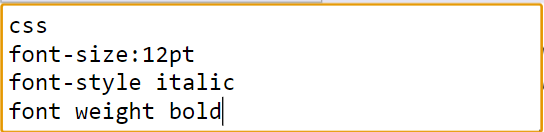 css
font-size:12pt
font-style italic
font weight bold